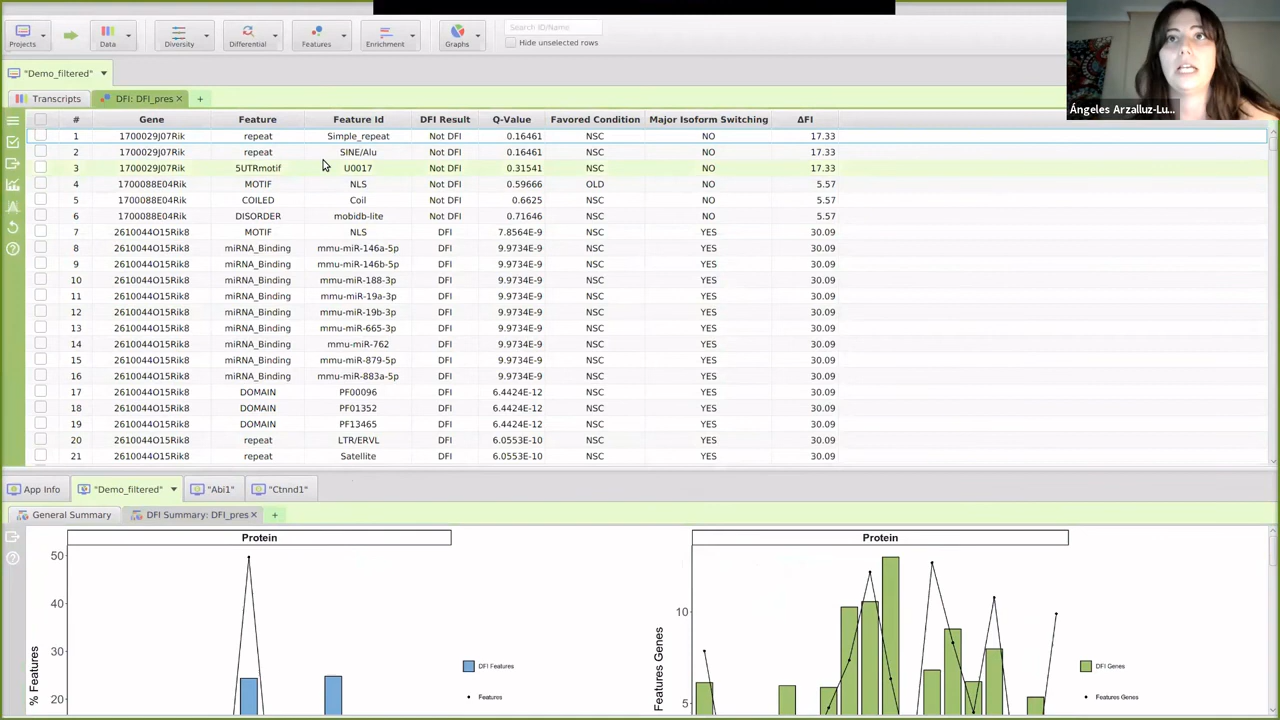 Projects Data Diversity Differential Features Enrichment Graphs Search ID/Name
Hide unselected rows
Ángeles Arzalluz-Lu...
"Demo_filtered"
Transcripts DFI: DFI_pres × +
# Gene Feature Feature Id DFI Result Q-Value Favored Condition Major Isoform Switching ΔFI
1 1700029J07Rik repeat Simple_repeat Not DFI 0.16461 NSC NO 17.33
2 1700029J07Rik repeat SINE/Alu Not DFI 0.16461 NSC NO 17.33
3 1700029J07Rik 5UTRmotif U0017 Not DFI 0.31541 NSC NO 17.33
4 1700088E04Rik MOTIF NLS Not DFI 0.59666 OLD NO 5.57
5 1700088E04Rik COILED Coil Not DFI 0.6625 NSC NO 5.57
6 1700088E04Rik DISORDER mobidb-lite Not DFI 0.71646 NSC NO 5.57
7 2610044O15Rik8 MOTIF NLS DFI 7.8564E-9 NSC YES 30.09
8 2610044O15Rik8 miRNA_Binding mmu-miR-146a-5p DFI 9.9734E-9 NSC YES 30.09
9 2610044O15Rik8 miRNA_Binding mmu-miR-146b-5p DFI 9.9734E-9 NSC YES 30.09
10 2610044O15Rik8 miRNA_Binding mmu-miR-188-3p DFI 9.9734E-9 NSC YES 30.09
11 2610044O15Rik8 miRNA_Binding mmu-miR-19a-3p DFI 9.9734E-9 NSC YES 30.09
12 2610044O15Rik8 miRNA_Binding mmu-miR-19b-3p DFI 9.9734E-9 NSC YES 30.09
13 2610044O15Rik8 miRNA_Binding mmu-miR-665-3p DFI 9.9734E-9 NSC YES 30.09
14 2610044O15Rik8 miRNA_Binding mmu-miR-762 DFI 9.9734E-9 NSC YES 30.09
15 2610044O15Rik8 miRNA_Binding mmu-miR-879-5p DFI 9.9734E-9 NSC YES 30.09
16 2610044O15Rik8 miRNA_Binding mmu-miR-883a-5p DFI 9.9734E-9 NSC YES 30.09
17 2610044O15Rik8 DOMAIN PF00096 DFI 6.4424E-12 NSC YES 30.09
18 2610044O15Rik8 DOMAIN PF01352 DFI 6.4424E-12 NSC YES 30.09
19 2610044O15Rik8 DOMAIN PF13465 DFI 6.4424E-12 NSC YES 30.09
20 2610044O15Rik8 repeat LTR/ERVL DFI 6.0553E-10 NSC YES 30.09
21 2610044O15Rik8 repeat Satellite DFI 6.0553E-10 NSC YES 30.09
App Info "Demo_filtered" "Abi1" "Ctnnd1"
General Summary DFI Summary: DFI_pres × +
Protein
50
40
30
20
% Features
DFI Features
Features
Protein
10
5
Features Genes
DFI Genes
Features Genes